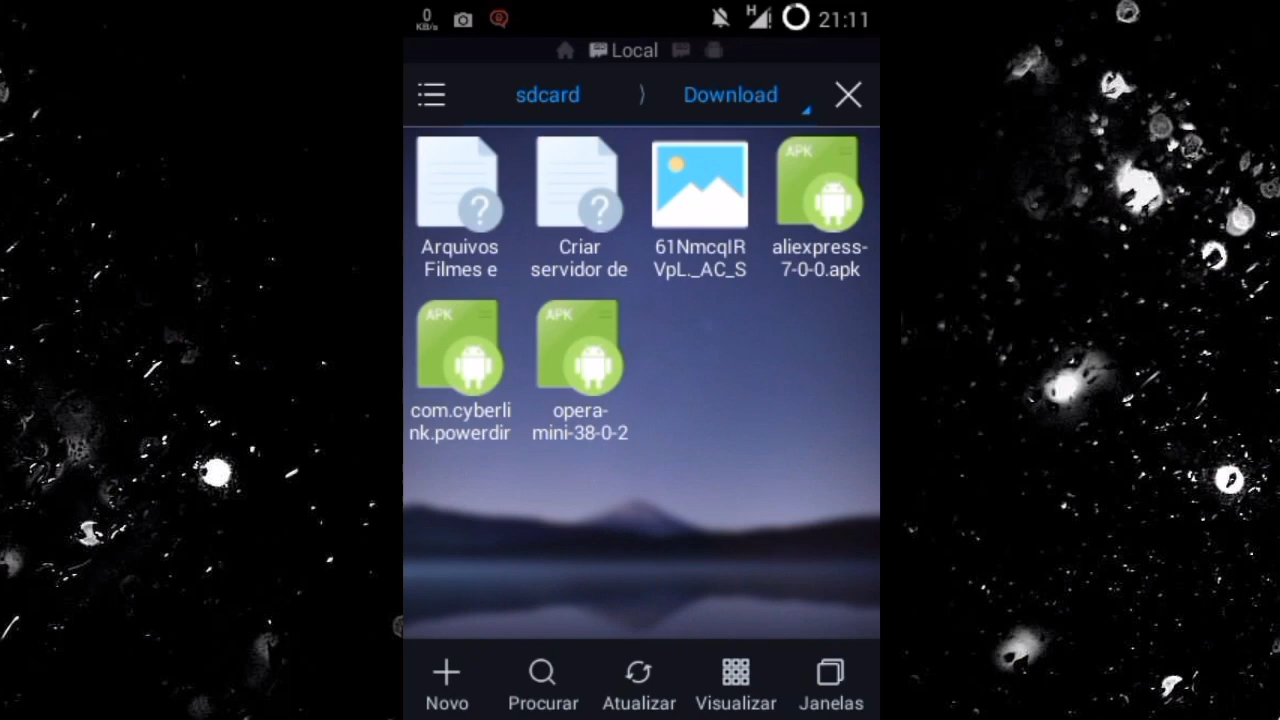 0
KB/s
H
21:11
Local
sdcard
Download
APK
Arquivos
Filmes e
Criar
servidor de
61NmcqIR
VpL._AC_S
aliexpress-
7-0-0.apk
APK
APK
com.cyberli
nk.powerdir
opera-
mini-38-0-2
Novo
Procurar
Atualizar
Visualizar
Janelas